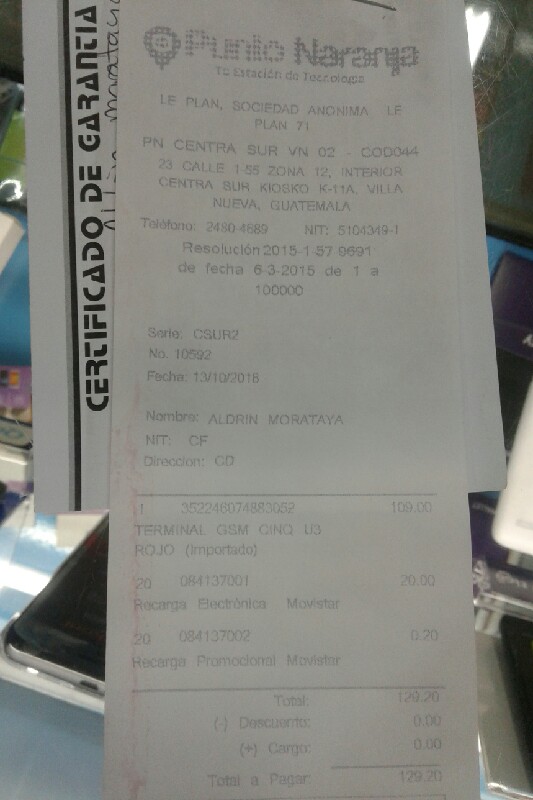 CERTIFICADO DE GARANTIA
Punto Naranja
Tu Estación de Tecnología
LE PLAN, SOCIEDAD ANONIMA LE
PLAN 71
PN CENTRA SUR VN 02 - COD044
23 CALLE 1-55 ZONA 12, INTERIOR
CENTRA SUR KIOSKO K-11A, VILLA
NUEVA, GUATEMALA
Teléfono: 2480 4689 NIT: 5104349-1
Resolución 2015-1-57-9691
de fecha 6-3-2015 de 1 a
100000
Serie: CSUR2
No. 10592
Fecha: 13/10/2016
Nombre: ALDRIN MORATAYA
NIT: CF
Direccion: CD
1 352246074883052 109.00
TERMINAL GSM CINQ U3
ROJO (Importado)
20 084137001 20.00
Recarga Electrónica Movistar
20 084137002 0.20
Recarga Promocional Movistar
Total: 129.20
(-) Descuento: 0.00
(+) Cargo: 0.00
Total a Pagar: 129.20